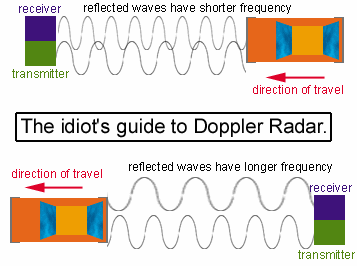 reflected waves have shorter frequency
receiver
transmitter
direction of travel
The idiot's guide to Doppler Radar.
direction of travel
reflected waves have longer frequency
receiver
transmitter